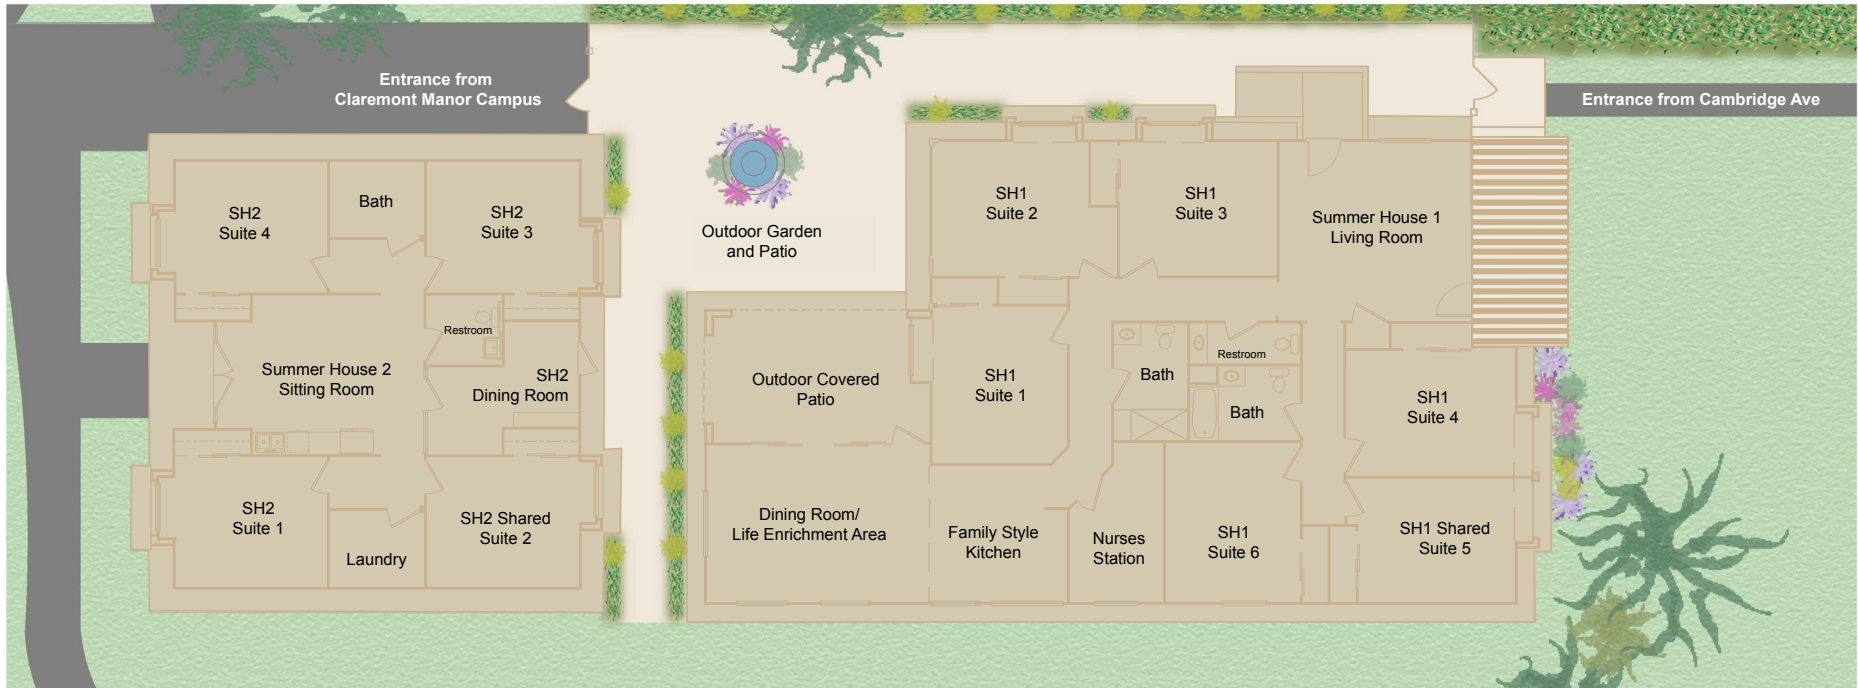 Entrance from
Claremont Manor Campus
Entrance from Cambridge Ave
SH2
Suite 4
Bath
SH2
Suite 3
Outdoor Garden
and Patio
SH1
Suite 2
SH1
Suite 3
Summer House 1
Living Room
Restroom
Summer House 2
Sitting Room
SH2
Dining Room
Outdoor Covered
Patio
SH1
Suite 1
Bath
Restroom
Bath
SH1
Suite 4
SH2
Suite 1
Laundry
SH2 Shared
Suite 2
Dining Room/
Life Enrichment Area
Family Style
Kitchen
Nurses
Station
SH1
Suite 6
SH1 Shared
Suite 5